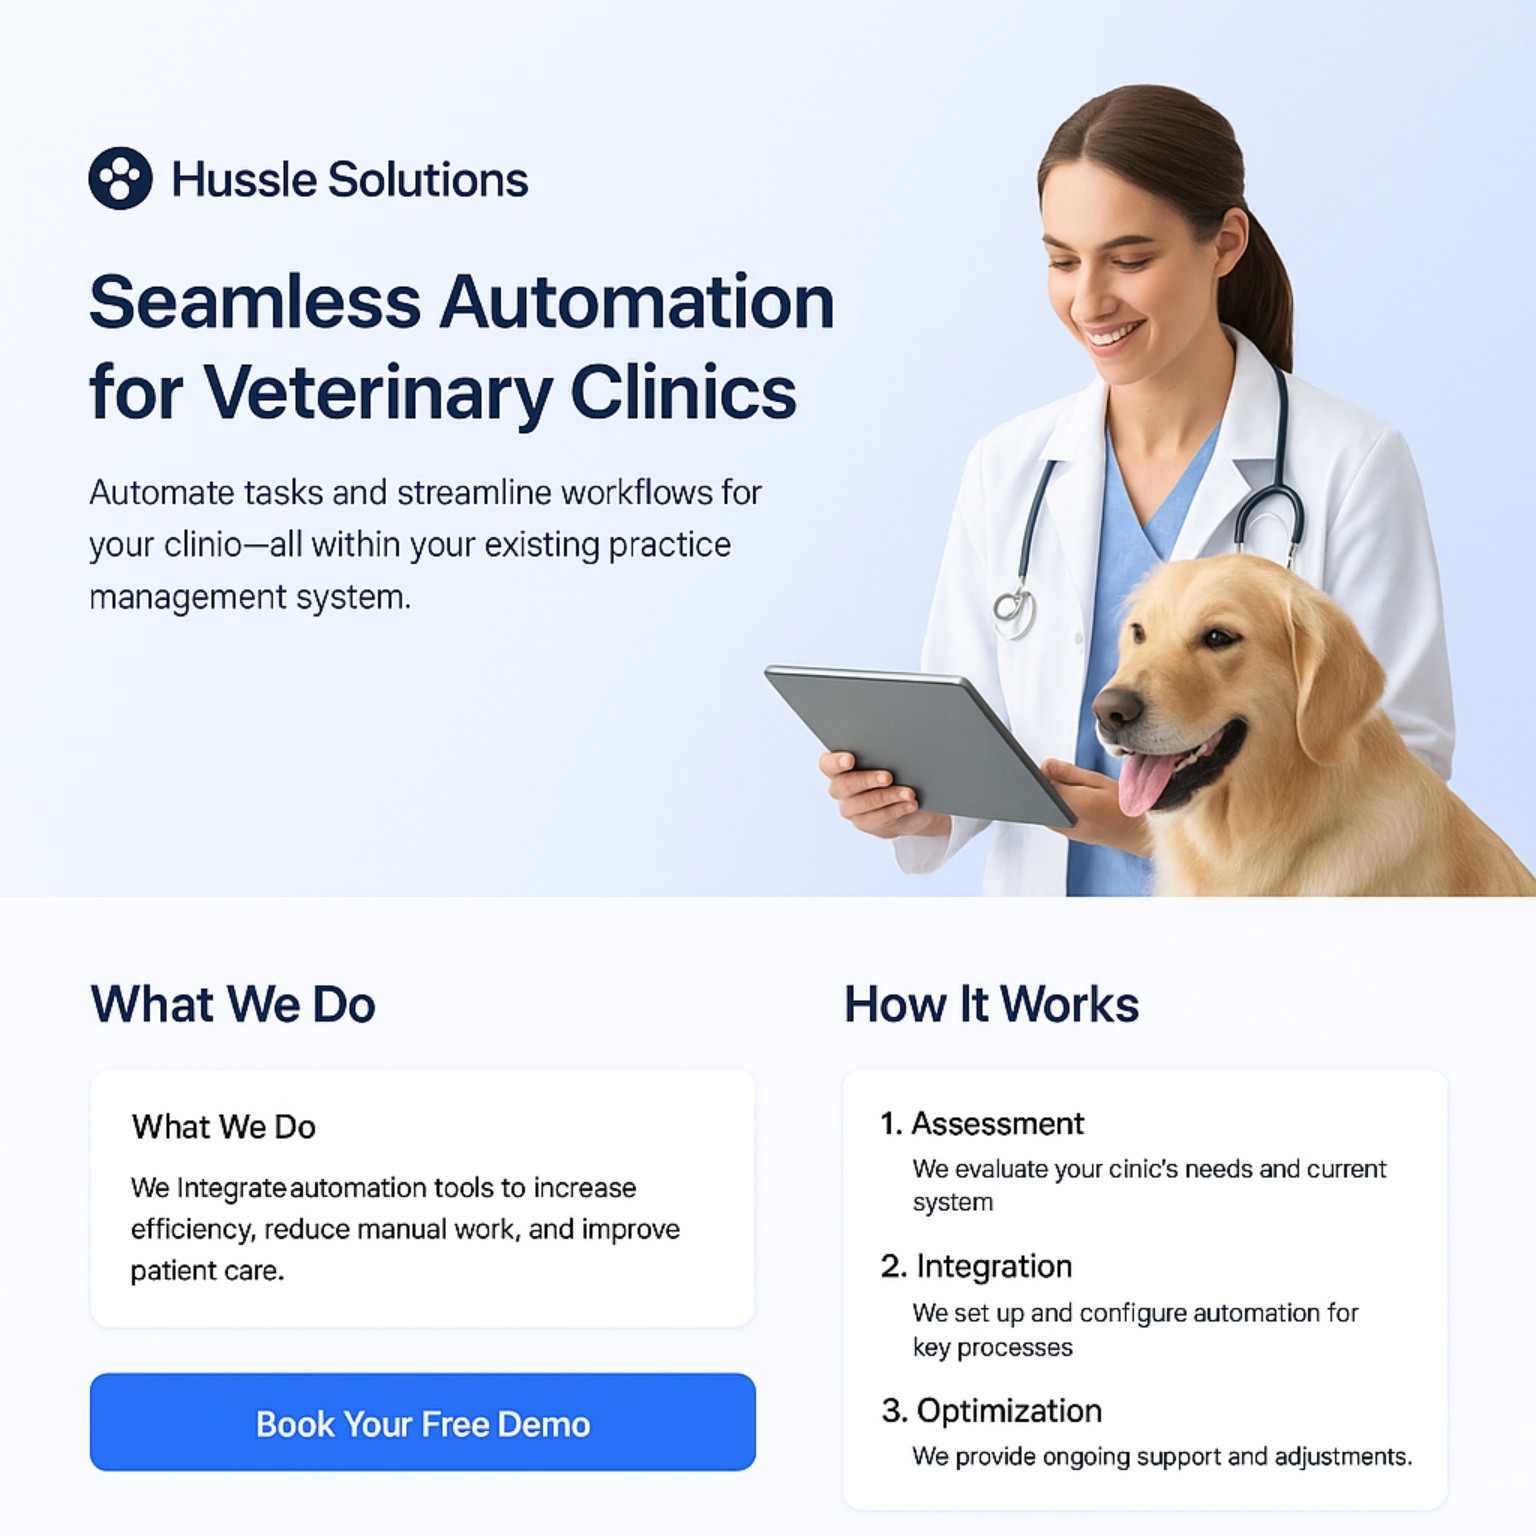 Hussle Solutions
Seamless Automation
for Veterinary Clinics
Automate tasks and streamline workflows for
your clinio—all within your existing practice
management system.
What We Do
What We Do
We Integrate automation tools to increase
efficiency, reduce manual work, and improve
patient care.
Book Your Free Demo
How It Works
1. Assessment
We evaluate your cinic's needs and current
system
2. Integration
We set up and configure automation for
key processes
3. Optimization
We provide ongoing support and adjustments.